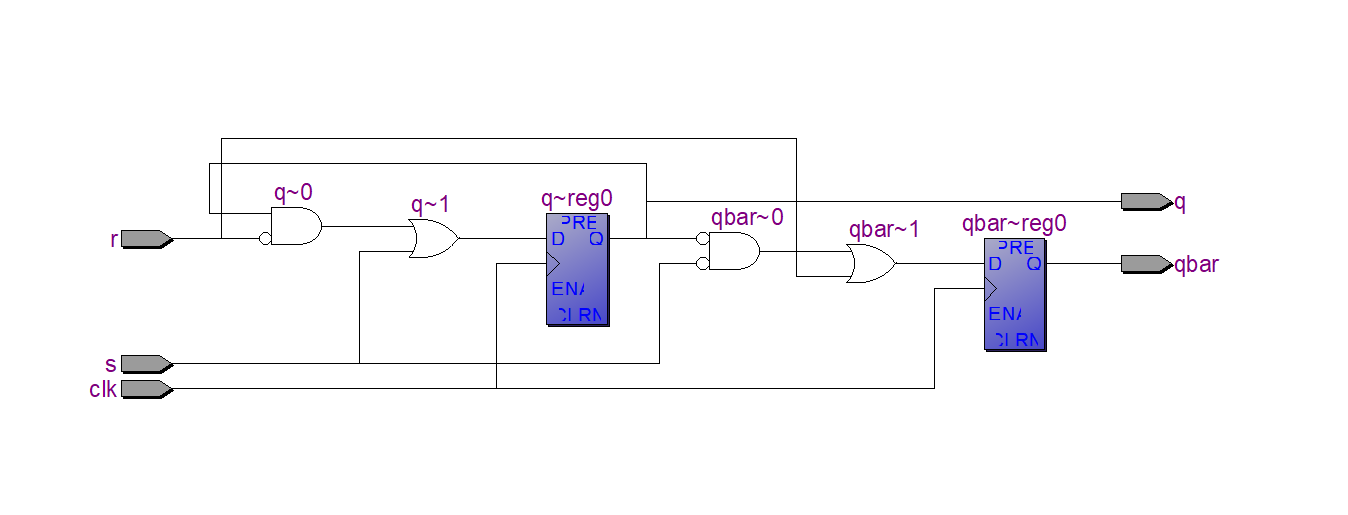 q~0
q~1
q~reg0
PRE
D
Q
ENA
CLRN
qbar~0
qbar~1
qbar~reg0
PRE
D
Q
ENA
CLRN
r
s
clk
q
qbar